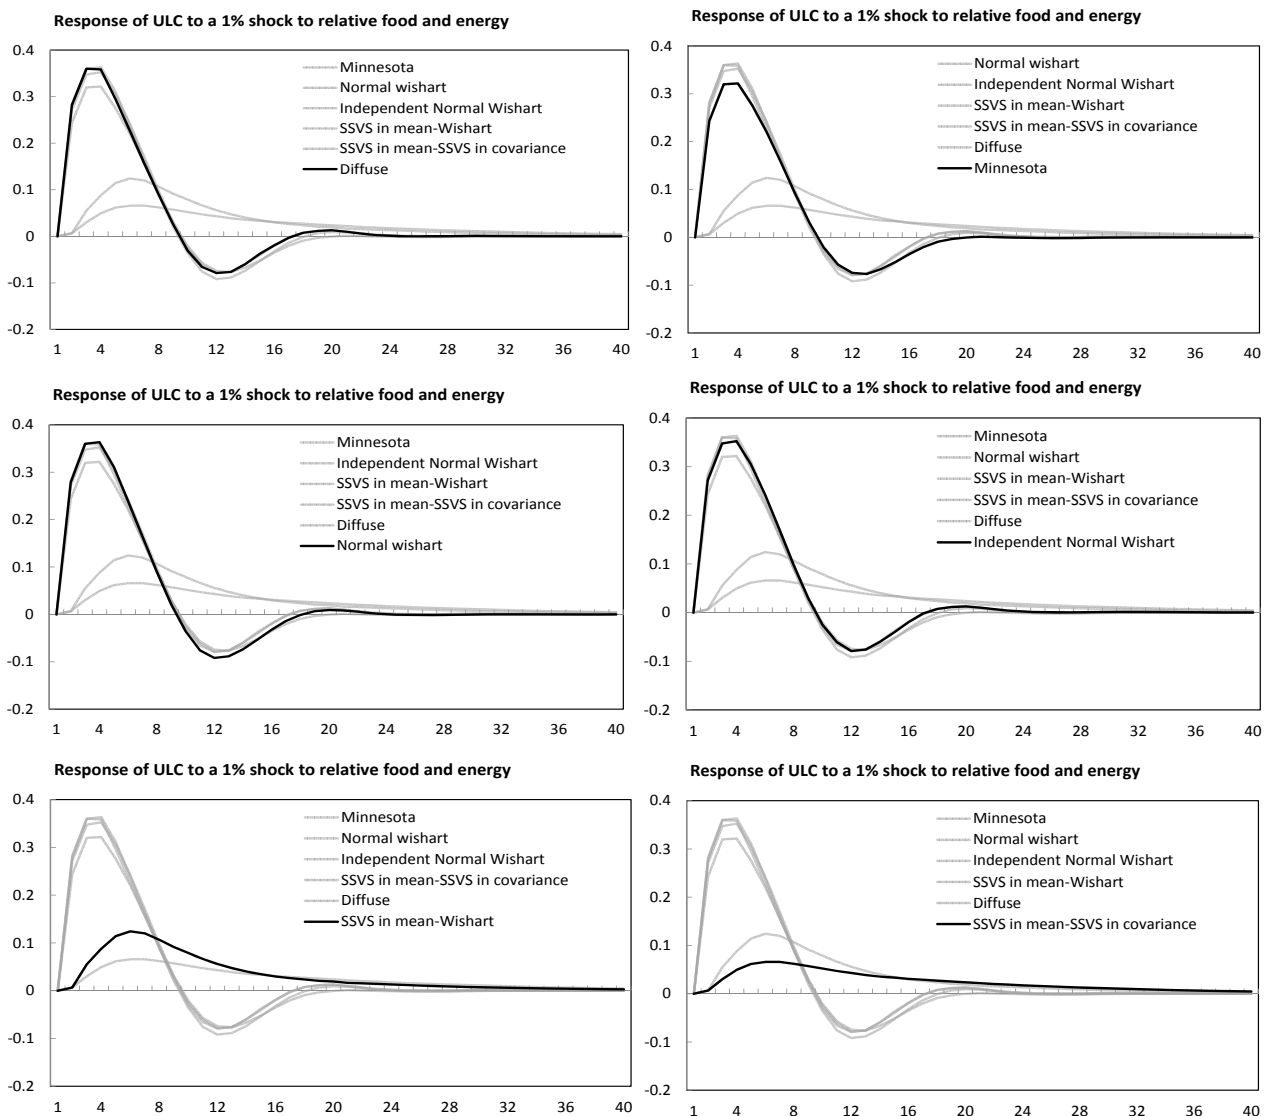 Response of ULC to a 1% shock to relative food and energy
0.4
0.3
0.2
0.1
0
-0.1
-0.2
Minnesota
Normal wishart
Independent Normal Wishart
SSVS in mean-Wishart
SSVS in mean-SSVS in covariance
Diffuse
1 4 8 12 16 20 24 28 32 36 40
Response of ULC to a 1% shock to relative food and energy
0.4
0.3
0.2
0.1
0
-0.1
-0.2
Normal wishart
Independent Normal Wishart
SSVS in mean-Wishart
SSVS in mean-SSVS in covariance
Diffuse
Minnesota
1 4 8 12 16 20 24 28 32 36 40
Response of ULC to a 1% shock to relative food and energy
0.4
0.3
0.2
0.1
0
-0.1
-0.2
Minnesota
Independent Normal Wishart
SSVS in mean-Wishart
SSVS in mean-SSVS in covariance
Diffuse
Normal wishart
1 4 8 12 16 20 24 28 32 36 40
Response of ULC to a 1% shock to relative food and energy
0.4
0.3
0.2
0.1
0
-0.1
-0.2
Minnesota
Normal wishart
SSVS in mean-Wishart
SSVS in mean-SSVS in covariance
Diffuse
Independent Normal Wishart
1 4 8 12 16 20 24 28 32 36 40
Response of ULC to a 1% shock to relative food and energy
0.4
0.3
0.2
0.1
0
-0.1
-0.2
Minnesota
Normal wishart
Independent Normal Wishart
SSVS in mean-SSVS in covariance
Diffuse
SSVS in mean-Wishart
1 4 8 12 16 20 24 28 32 36 40
Response of ULC to a 1% shock to relative food and energy
0.4
0.3
0.2
0.1
0
-0.1
-0.2
Minnesota
Normal wishart
Independent Normal Wishart
SSVS in mean-Wishart
Diffuse
SSVS in mean-SSVS in covariance
1 4 8 12 16 20 24 28 32 36 40